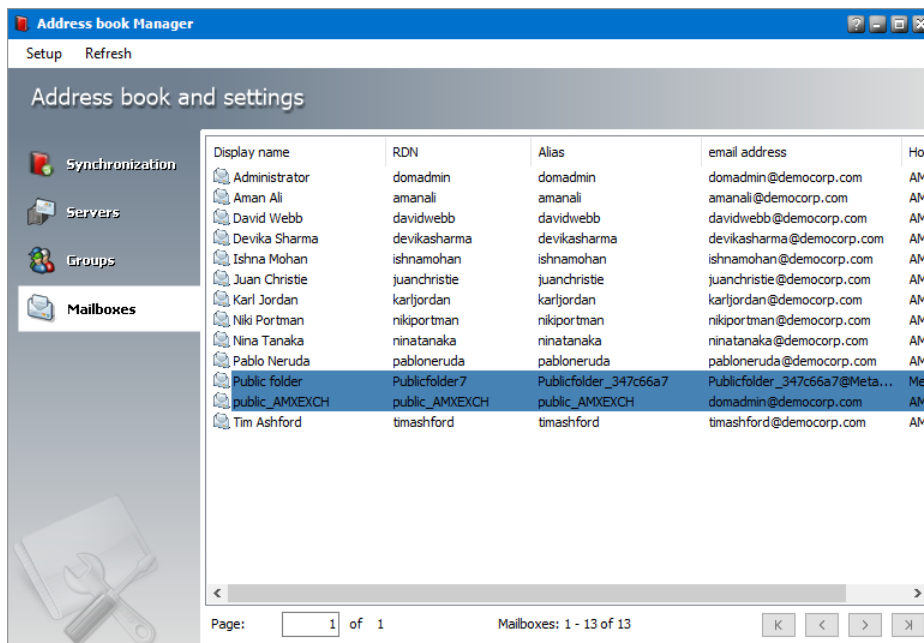 Address book Manager
Setup Refresh
Address book and settings
Synchronization
Servers
Groups
Mailboxes
Display name RDN Alias email address Ho
Administrator domadmin domadmin domadmin@democorp.com AM
Aman Ali amanali amanali amanali@democorp.com AM
David Webb davidwebb davidwebb davidwebb@democorp.com AM
Devika Sharma devikasharma devikasharma devikasharma@democorp.com AM
Ishna Mohan ishnamohan ishnamohan ishnamohan@democorp.com AM
Juan Christie juanchristie juanchristie juanchristie@democorp.com AM
Karl Jordan karljordan karljordan karljordan@democorp.com AM
Niki Portman nikiportman nikiportman nikiportman@democorp.com AM
Nina Tanaka ninatanaka ninatanaka ninatanaka@democorp.com AM
Pablo Neruda pabloneruda pabloneruda pabloneruda@democorp.com AM
Public folder Publicfolder7 Publicfolder_347c66a7 Publicfolder_347c66a7@Meta... Me
public_AMXEXCH public_AMXEXCH public_AMXEXCH domadmin@democorp.com AM
Tim Ashford timashford timashford timashford@democorp.com AM
Page: 1 of 1 Mailboxes: 1 - 13 of 13